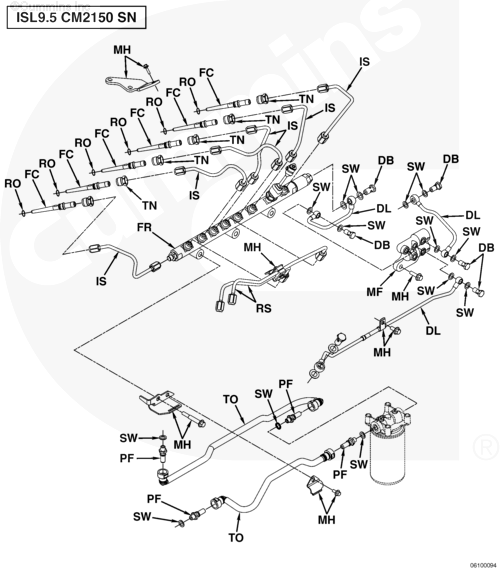 ©Cummins Inc.
ISL9.5 CM2150 SN
MH
IS
RO
FC
RO
FC
TN
IS
RO
FC
TN
IS
RO
FC
TN
RO
FC
TN
RO
FC
TN
IS
SW
SW
DB
SW
DB
DL
DL
FR
SW
SW
SW
DB
DB
MH
IS
RS
MF
MH
SW
SW
DL
MH
SW
PF
TO
SW
MH
PF
SW
PF
PF
SW
MH
TO
Cummins
®
06100094